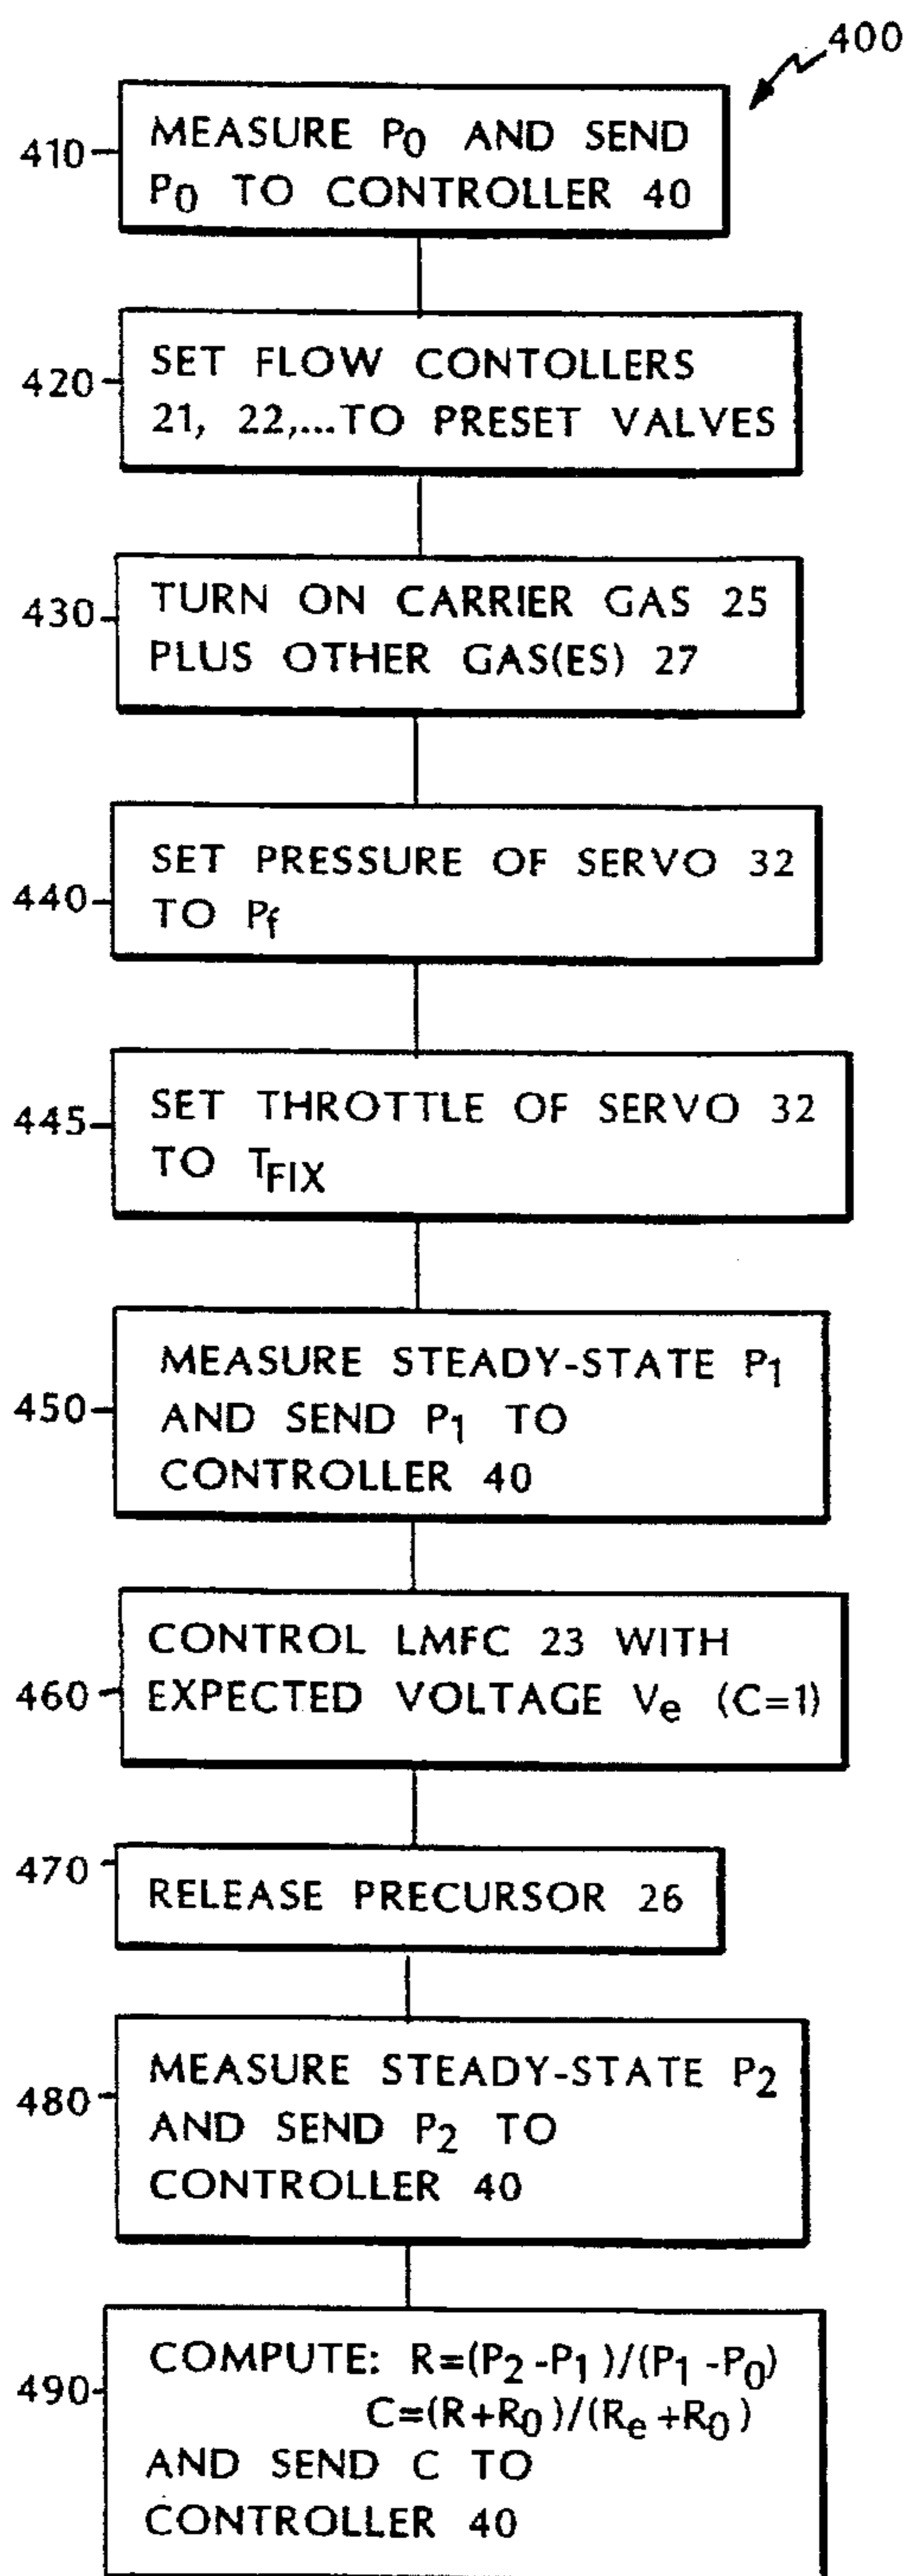 400
410
MEASURE P0 AND SEND
P0 TO CONTROLLER 40
420
SET FLOW CONTOLLERS
21, 22,...TO PRESET VALVES
430
TURN ON CARRIER GAS 25
PLUS OTHER GAS(ES) 27
440
SET PRESSURE OF SERVO 32
TO Pf
445
SET THROTTLE OF SERVO 32
TO TFIX
450
MEASURE STEADY-STATE P1
AND SEND P1 TO
CONTROLLER 40
460
CONTROL LMFC 23 WITH
EXPECTED VOLTAGE Ve (C=1)
470
RELEASE PRECURSOR 26
480
MEASURE STEADY-STATE P2
AND SEND P2 TO
CONTROLLER 40
490
COMPUTE: R=(P2-P1)/(P1-P0)
C=(R+R0)/(Re+R0)
AND SEND C TO
CONTROLLER 40